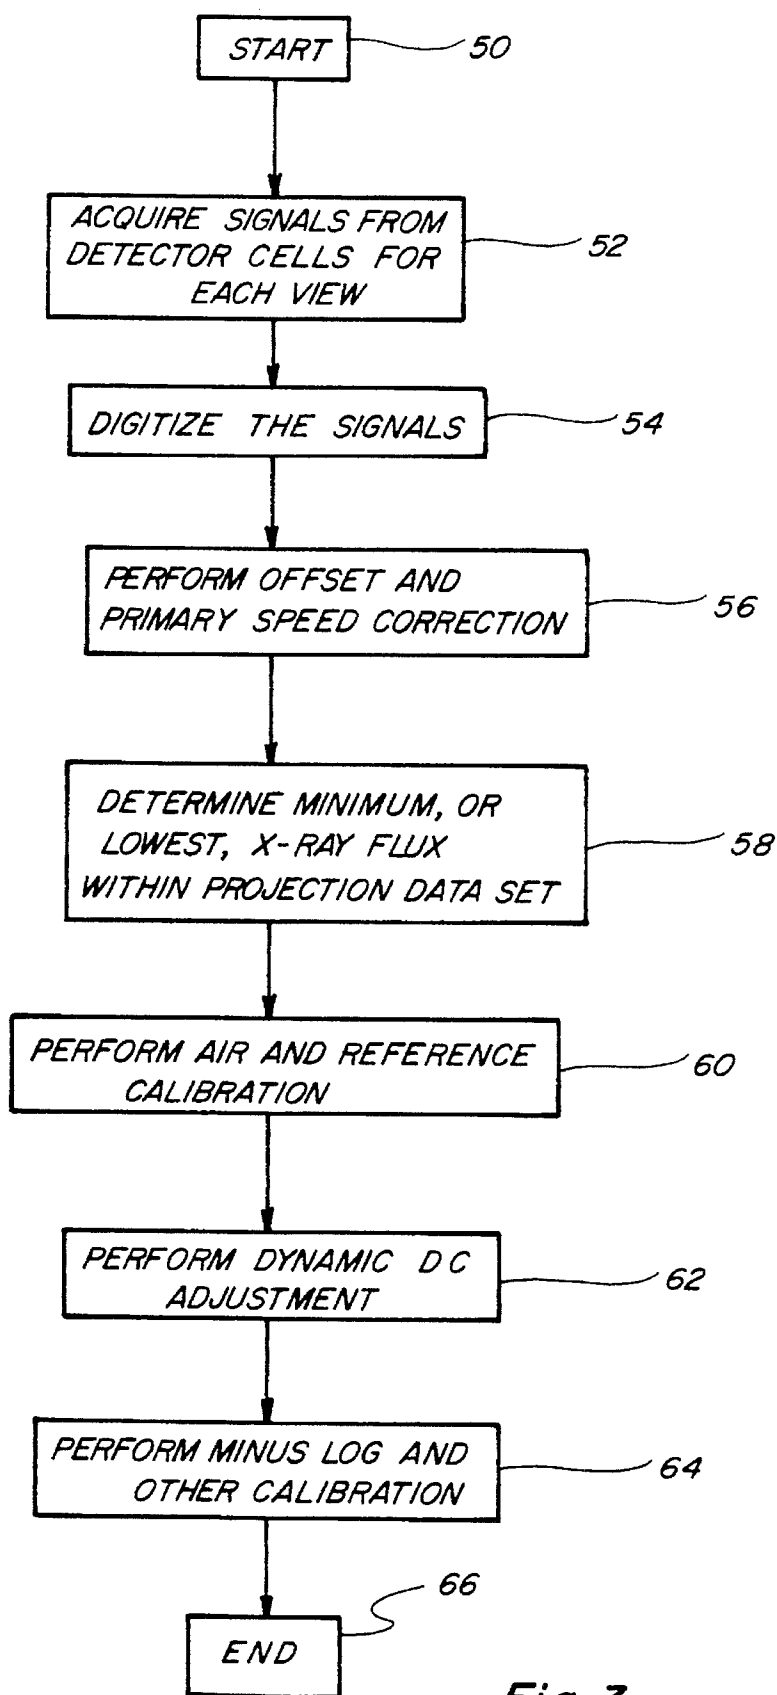 START
50
ACQUIRE SIGNALS FROM
DETECTOR CELLS FOR
EACH VIEW
52
DIGITIZE THE SIGNALS
54
PERFORM OFFSET AND
PRIMARY SPEED CORRECTION
56
DETERMINE MINIMUM, OR
LOWEST, X-RAY FLUX
WITHIN PROJECTION DATA SET
58
PERFORM AIR AND REFERENCE
CALIBRATION
60
PERFORM DYNAMIC DC
ADJUSTMENT
62
PERFORM MINUS LOG AND
OTHER CALIBRATION
64
END
66